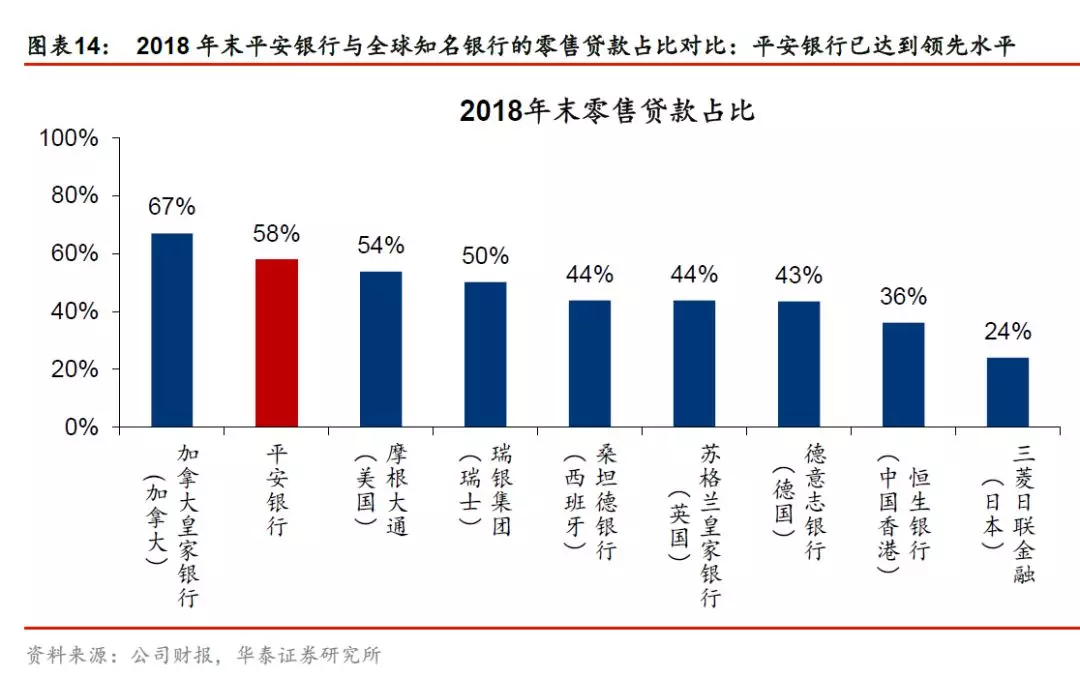 图表14： 2018 年末平安银行与全球知名银行的零售贷款占比对比：平安银行已达到领先水平
2018年末零售贷款占比
100%
80%
60%
40%
20%
0%
67%
58%
54%
50%
44%
44%
43%
36%
24%
加拿大皇家银行
（加拿大）
平安银行
摩根大通
（美国）
瑞银集团
（瑞士）
桑坦德银行
（西班牙）
苏格兰皇家银行
（英国）
德意志银行
（德国）
恒生银行
（中国香港）
三菱日联金融
（日本）
资料来源：公司财报，华泰证券研究所